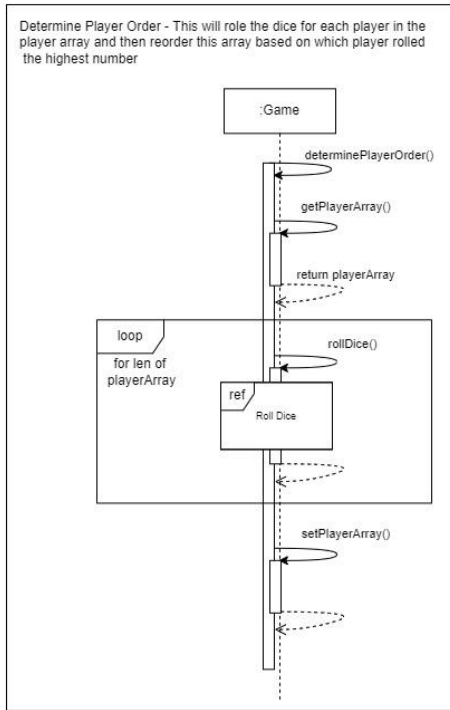 Determine Player Order - This will role the dice for each player in the
player array and then reorder this array based on which player rolled
the highest number
:Game
determinePlayerOrder()
getPlayerArray()
return playerArray
loop
for len of
playerArray
rollDice()
ref
Roll Dice
setPlayerArray()